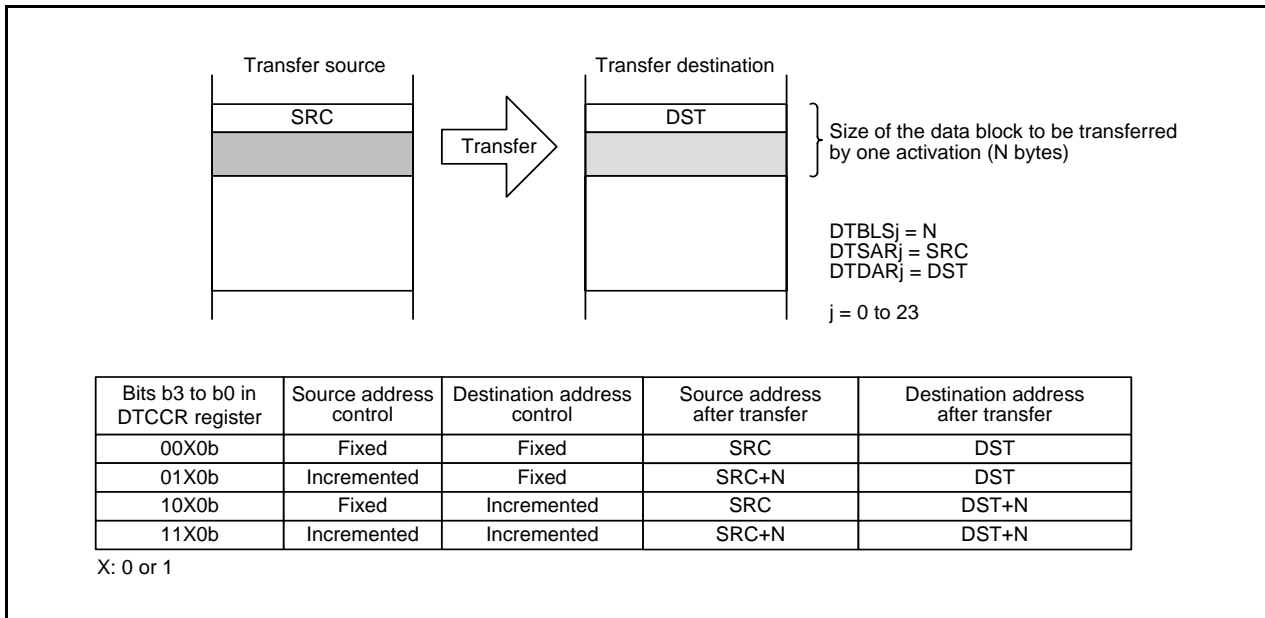 Transfer source
Transfer destination
SRC
DST
Transfer
Size of the data block to be transferred
by one activation (N bytes)
DTBLSj = N
DTSARj = SRC
DTDARj = DST
j = 0 to 23
Bits b3 to b0 in
DTCCR register
Source address
control
Destination address
control
Source address
after transfer
Destination address
after transfer
00X0b Fixed Fixed SRC DST
01X0b Incremented Fixed SRC+N DST
10X0b Fixed Incremented SRC DST+N
11X0b Incremented Incremented SRC+N DST+N
X: 0 or 1